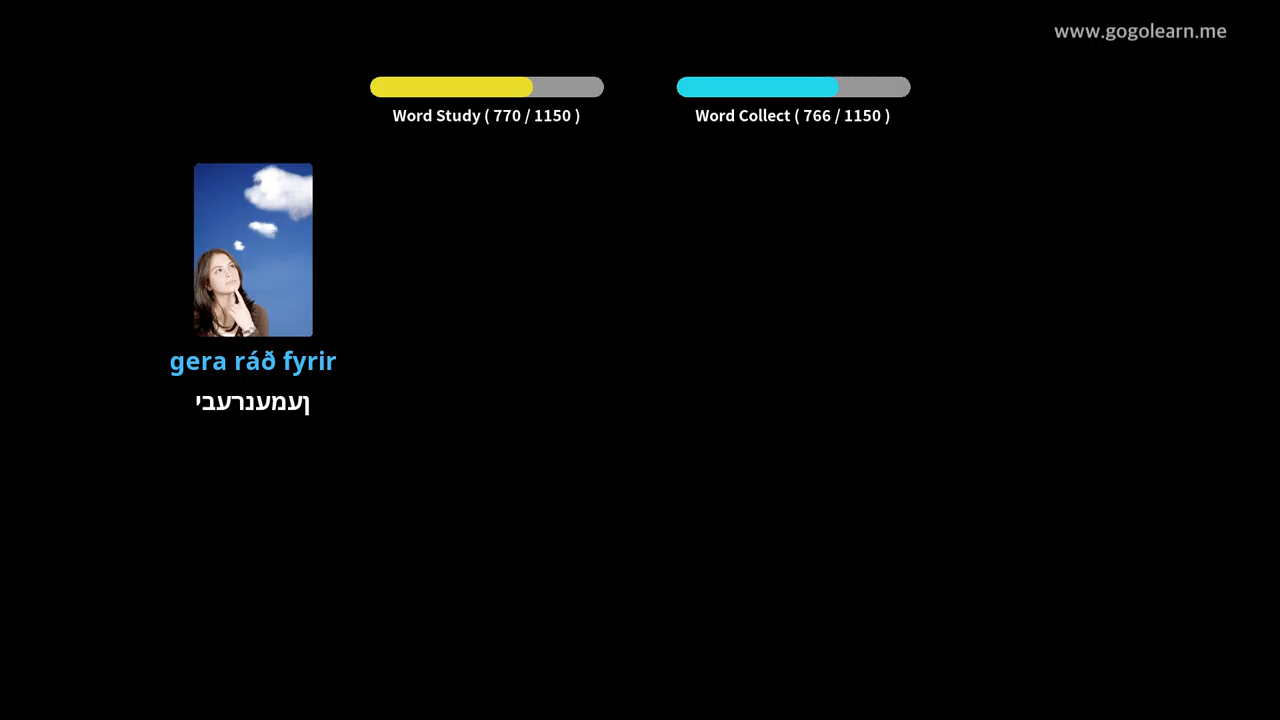 www.gogolearn.me
Word Study ( 770 / 1150 )
Word Collect ( 766 / 1150 )
gera ráð fyrir
ןעמענרעבי